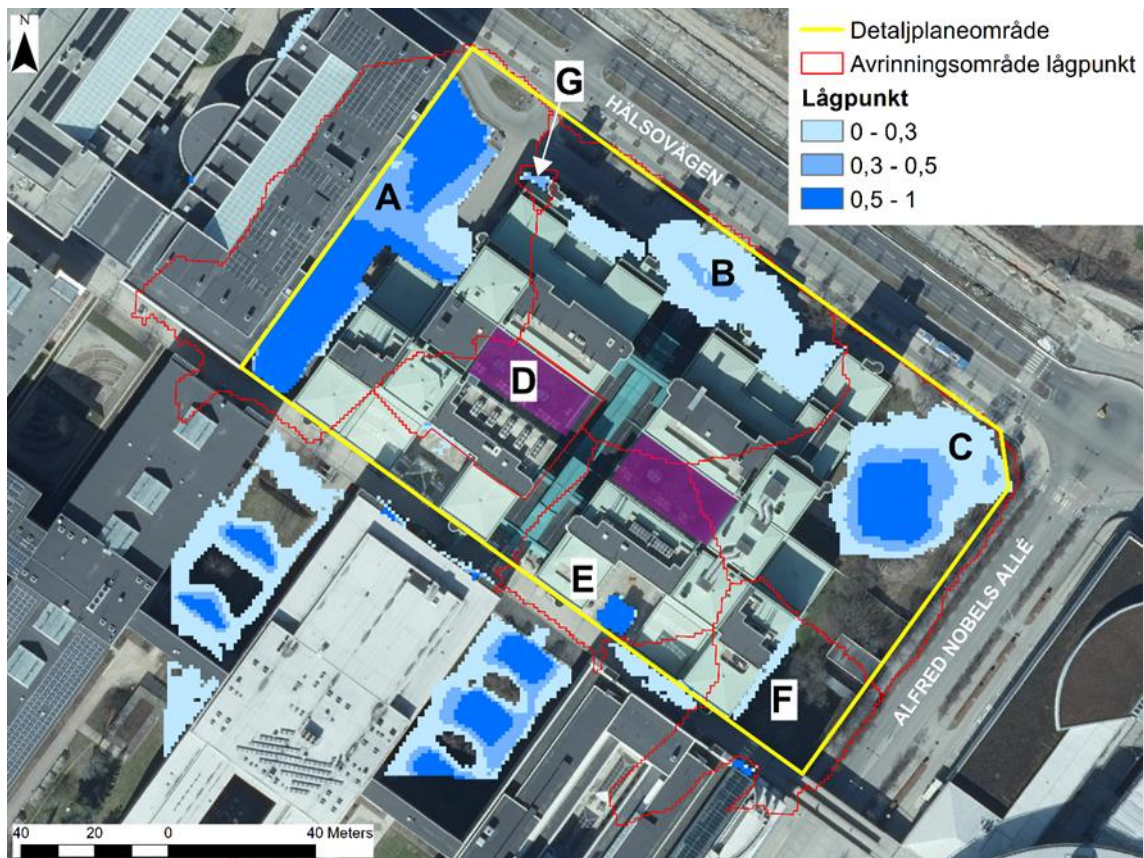 N
Detaljplaneområde
Avrinningsområde lågpunkt
Lågpunkt
0 - 0,3
0,3 - 0,5
0,5 - 1
G
HÄLSOVÄGEN
A
B
D
C
E
F
ALFRED NOBELS ALLÉ
40 20 0 40 Meters